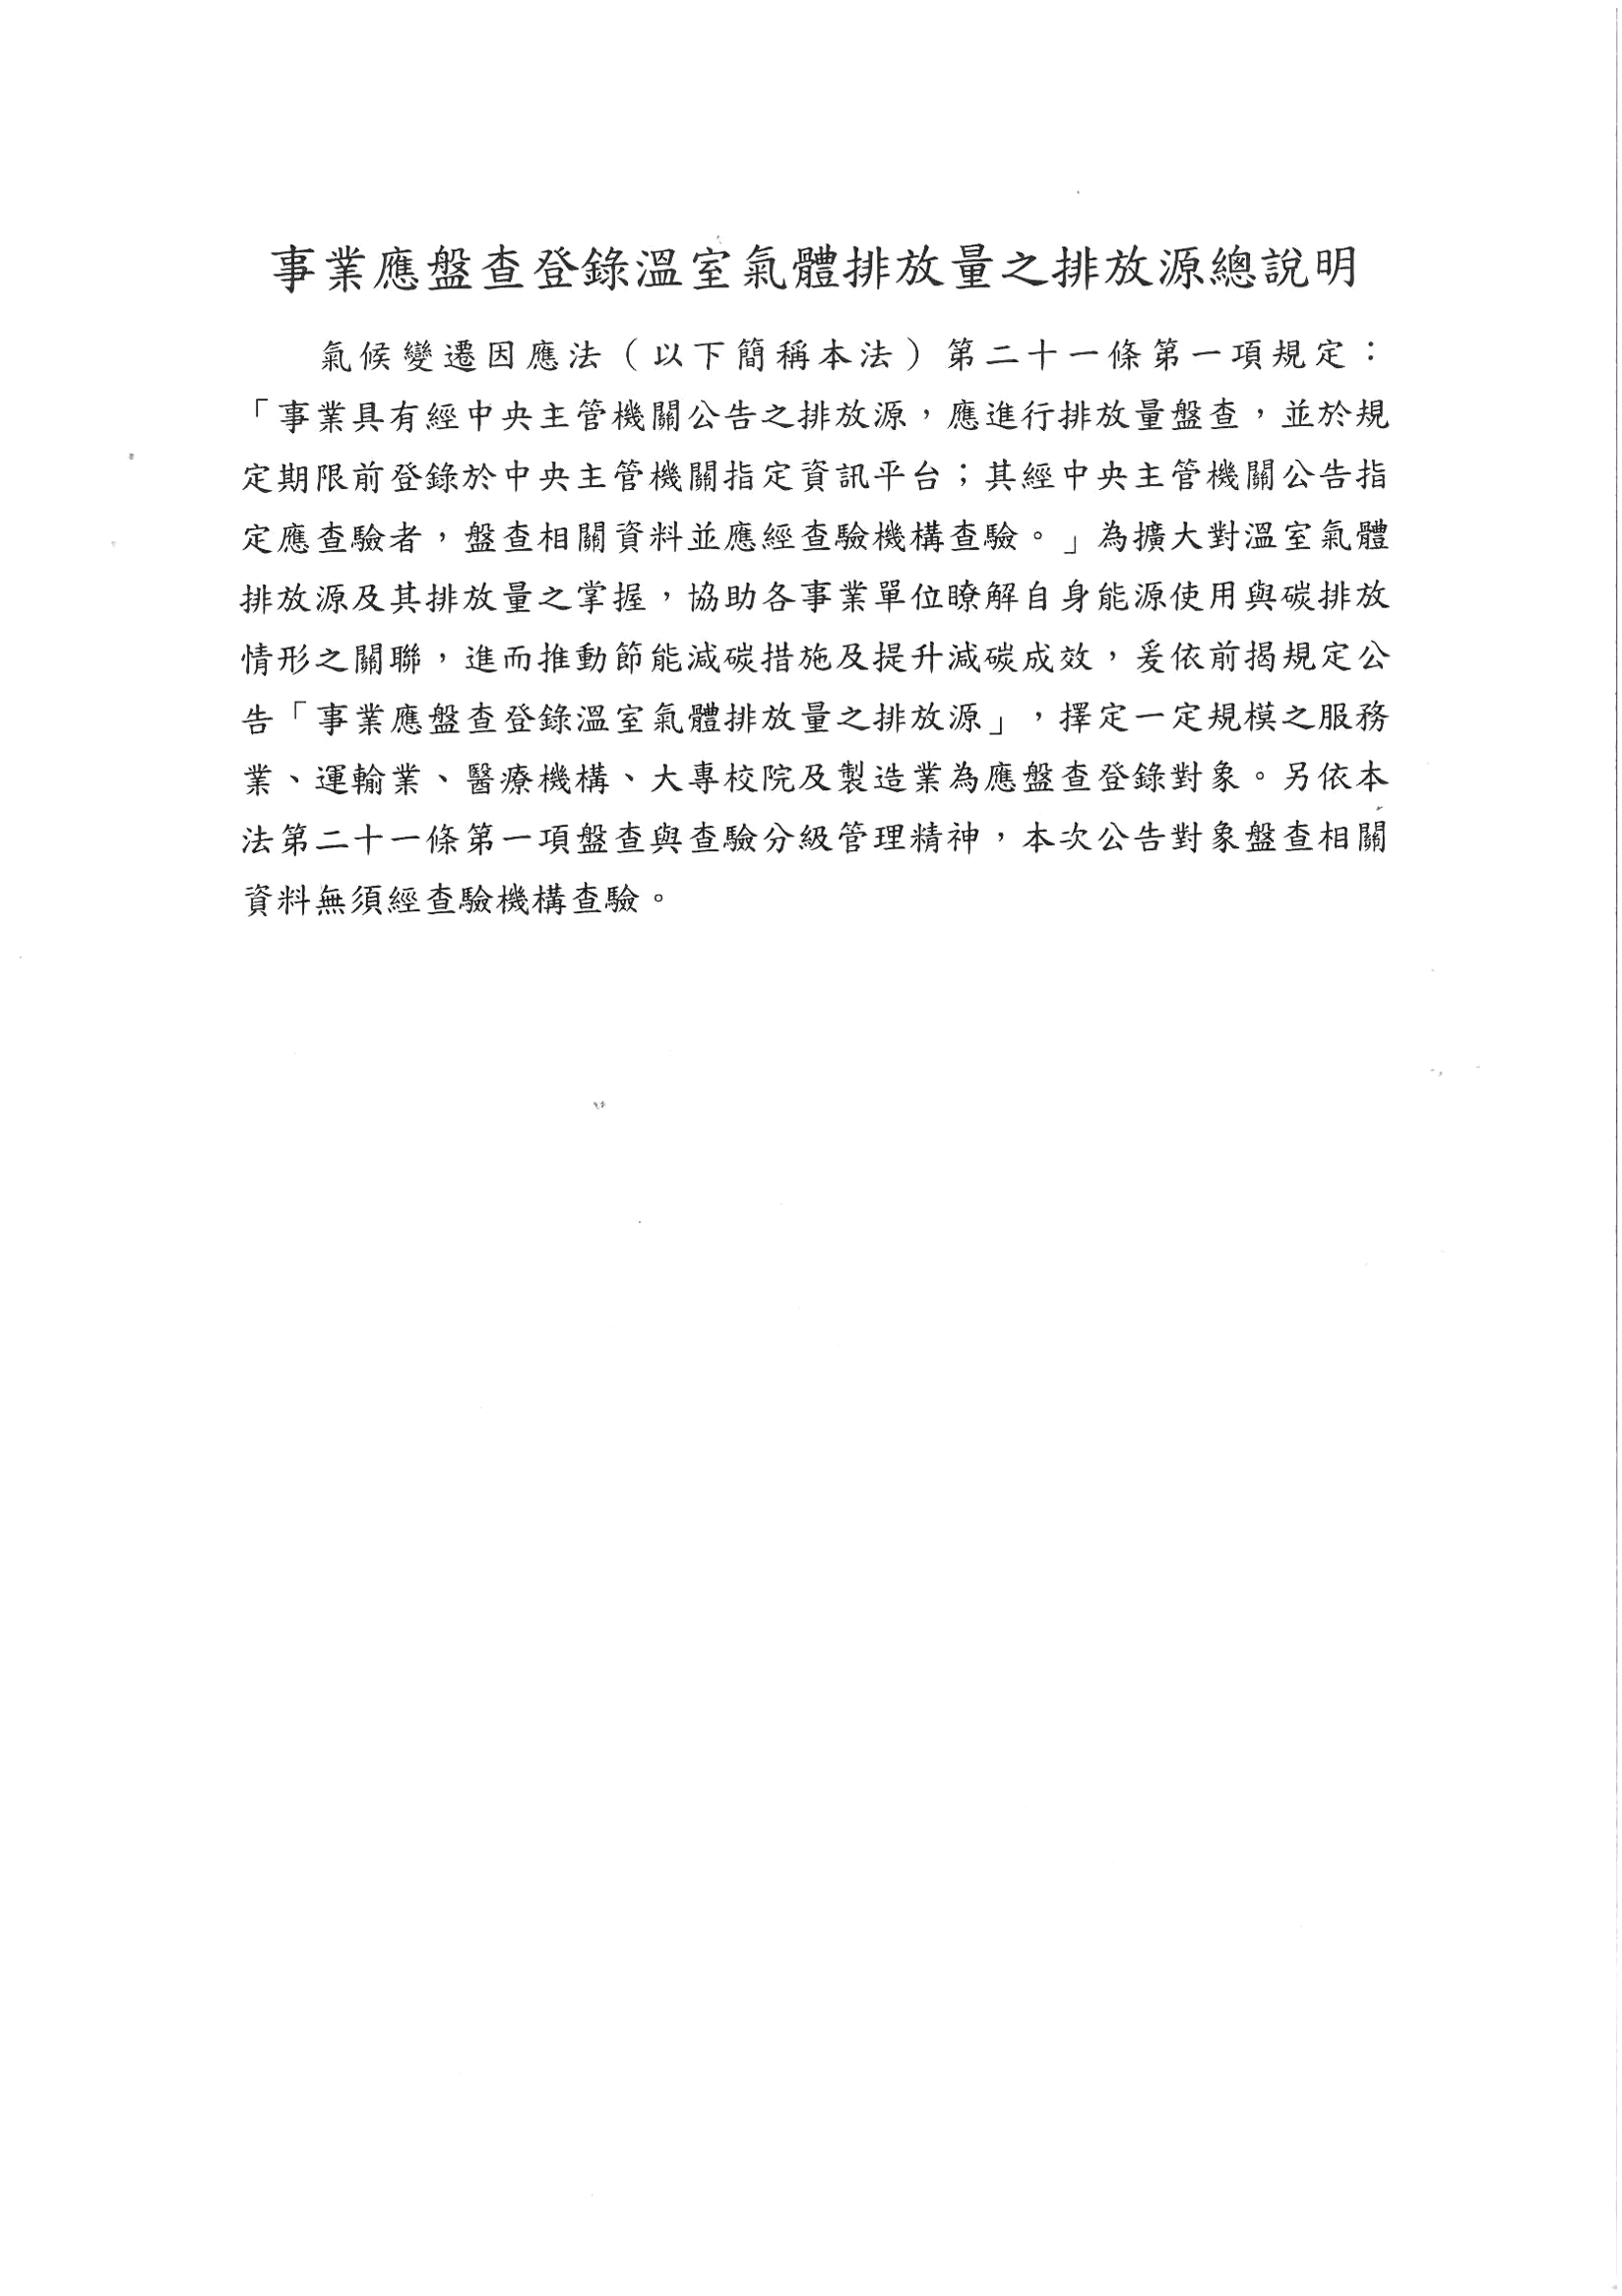 事業應盤查登錄溫室氣體排放量之排放源總說明
氣候變遷因應法（以下簡稱本法）第二十一條第一項規定：
「事業具有經中央主管機關公告之排放源，應進行排放量盤查，並於規
定期限前登錄於中央主管機關指定資訊平台；其經中央主管機關公告指
定應查驗者，盤查相關資料並應經查驗機構查驗。」為擴大對溫室氣體
排放源及其排放量之掌握，協助各事業單位瞭解自身能源使用與碳排放
情形之關聯，進而推動節能減碳措施及提升減碳成效，爰依前揭規定公
告「事業應盤查登錄溫室氣體排放量之排放源」，擇定一定規模之服務
業、運輸業、醫療機構、大專校院及製造業為應盤查登錄對象。另依本
法第二十一條第一項盤查與查驗分級管理精神，本次公告對象盤查相關
資料無須經查驗機構查驗。